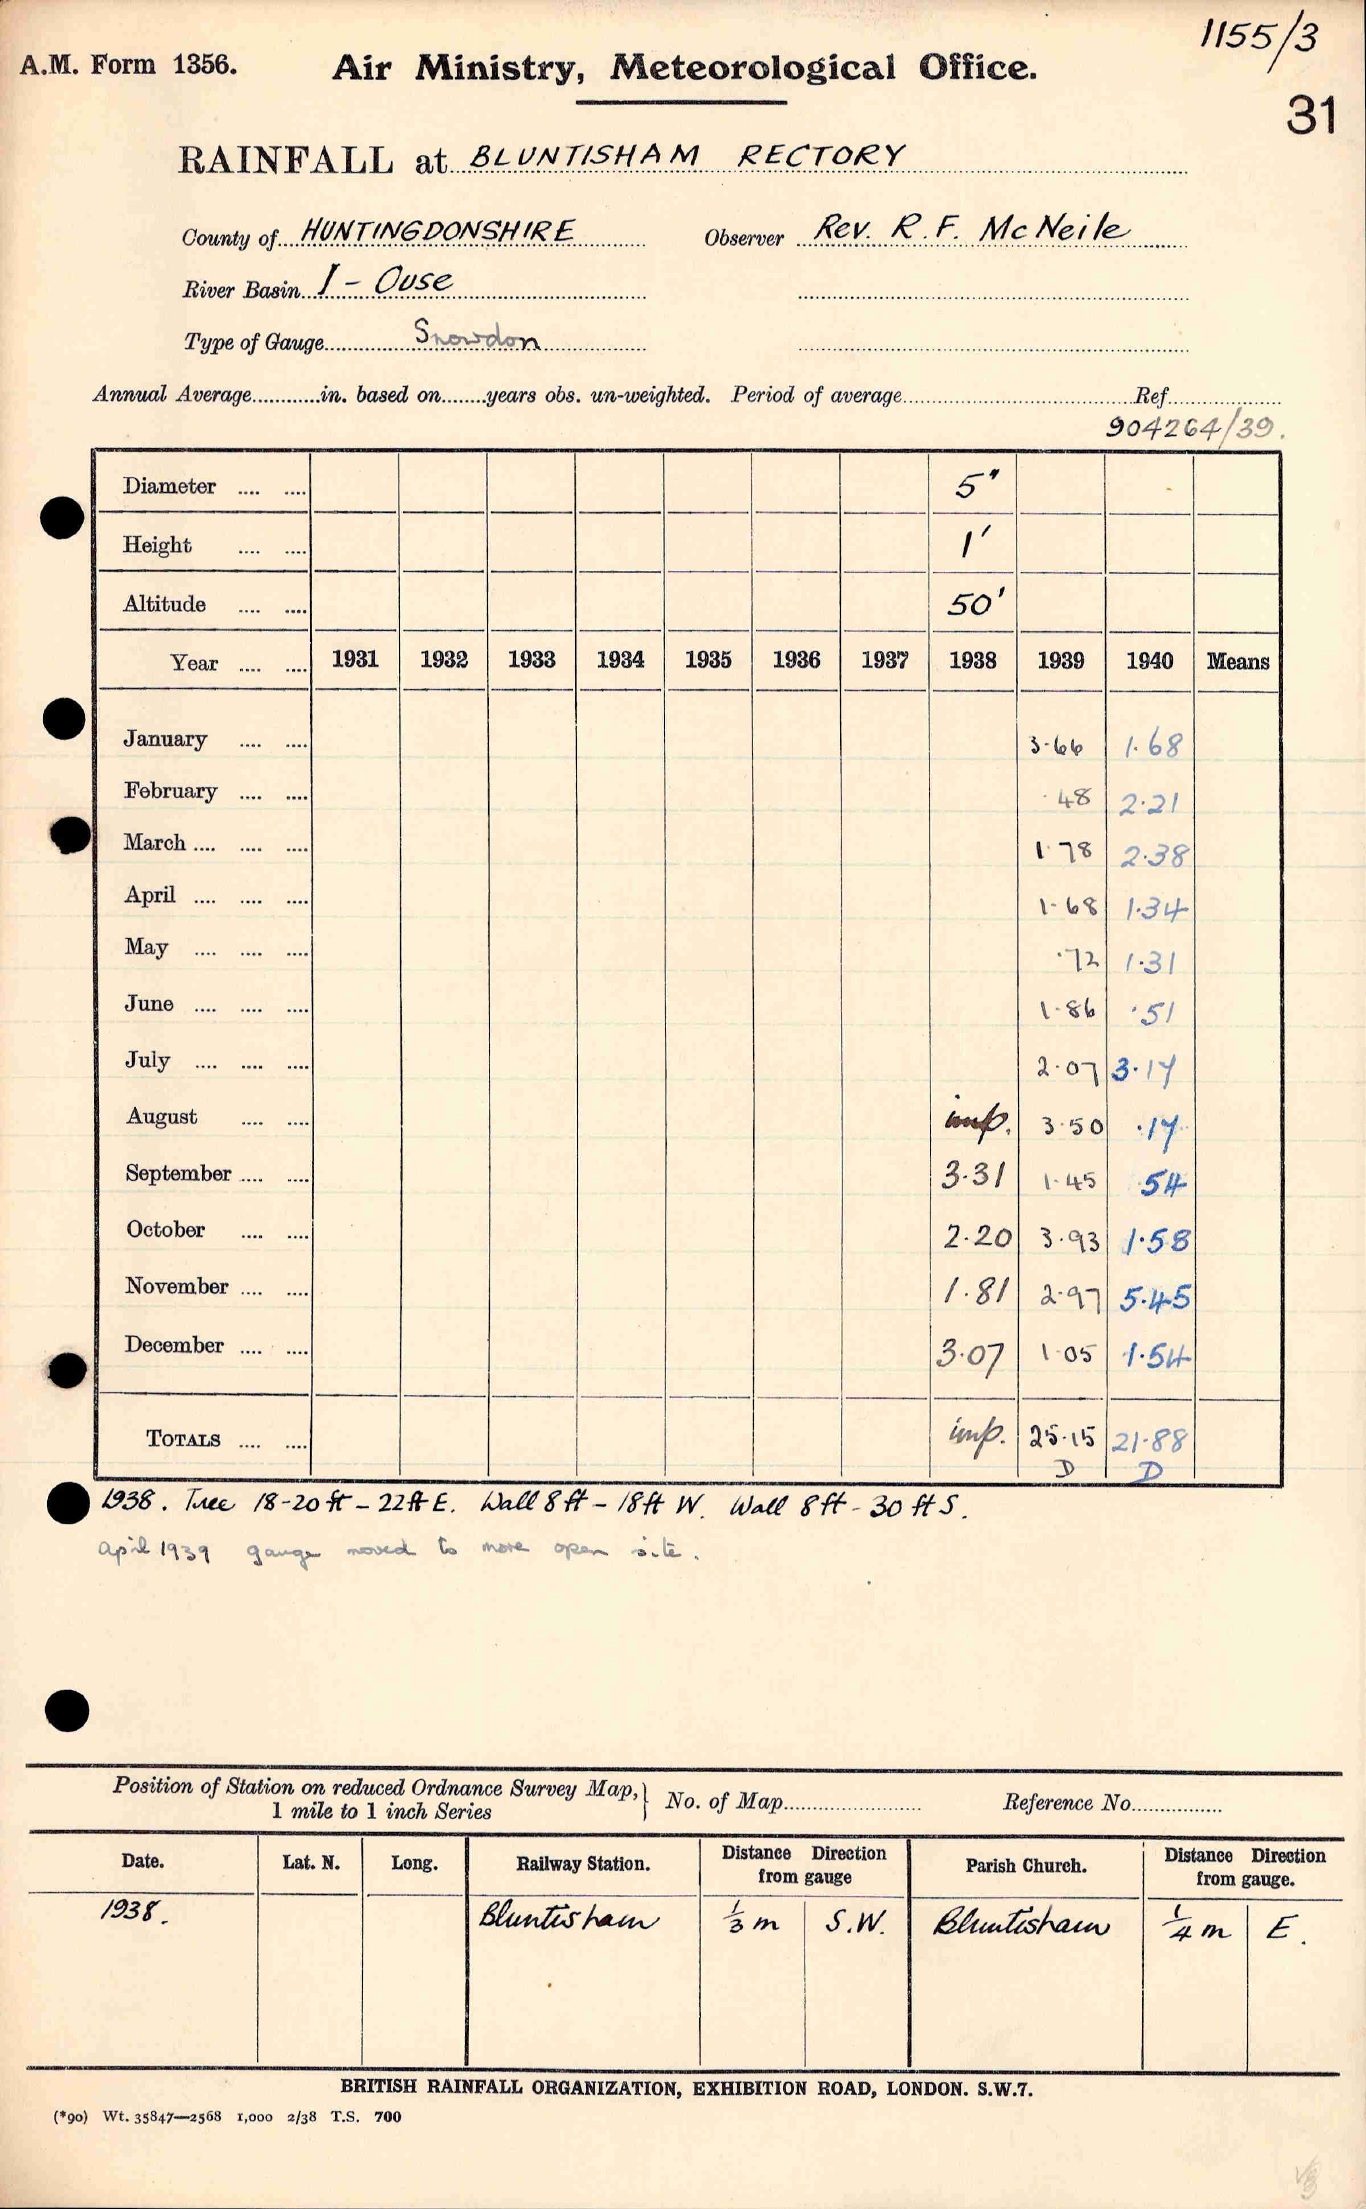 1155/3
A.M. Form 1356. Air Ministry, Meteorological Office.
31
RAINFALL at BLUNTISHAM RECTORY
County of HUNTINGDONSHIRE Observer Rev. R. F. McNeile
River Basin I - Ouse
Type of Gauge Snowdon
Annual Average............in. based on........years obs. un-weighted. Period of average............Ref............
904264/39.
Diameter .... .... 5"
Height .... .... 1'
Altitude .... .... 50'
Year .... .... 1931 1932 1933 1934 1935 1936 1937 1938 1939 1940 Means
January .... .... 3.66 1.68
February .... .... .48 2.21
March .... .... .... 1.78 2.38
April .... .... .... 1.68 1.34
May .... .... .... .72 1.31
June .... .... .... 1.86 .51
July .... .... .... 2.07 3.17
August .... .... imp. 3.50 .17
September .... .... 3.31 1.45 .54
October .... .... 2.20 3.93 1.58
November .... .... 1.81 2.97 5.45
December .... .... 3.07 1.05 1.54
TOTALS .... .... imp. 25.15 21.88
D D
1938. Tree 18-20 ft - 22 ft E. Wall 8 ft - 18 ft W. Wall 8 ft - 30 ft S.
April 1939 gauge moved to more open site.
Position of Station on reduced Ordnance Survey Map, 1 mile to 1 inch Series } No. of Map............ Reference No............
Date. Lat. N. Long. Railway Station. Distance Direction from gauge Parish Church. Distance Direction from gauge.
1938. Bluntisham 1/3 m S.W. Bluntisham 1/4 m E.
BRITISH RAINFALL ORGANIZATION, EXHIBITION ROAD, LONDON. S.W.7.
(*90) Wt. 35847—2568 1,000 2/38 T.S. 700